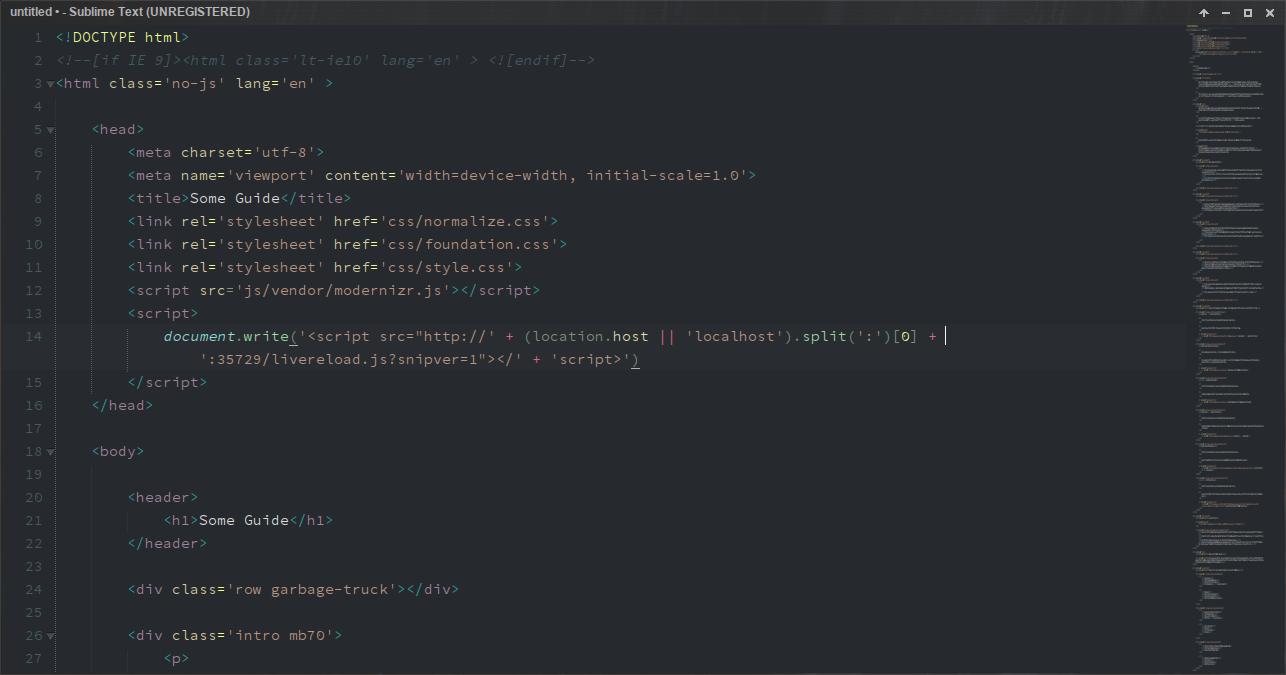 untitled • - Sublime Text (UNREGISTERED)
1 <!DOCTYPE html>
2 <!--[if IE 9]><html class='lt-ie10' lang='en' > <![endif]-->
3 <html class='no-js' lang='en' >
4
5 <head>
6 <meta charset='utf-8'>
7 <meta name='viewport' content='width=device-width, initial-scale=1.0'>
8 <title>Some Guide</title>
9 <link rel='stylesheet' href='css/normalize.css'>
10 <link rel='stylesheet' href='css/foundation.css'>
11 <link rel='stylesheet' href='css/style.css'>
12 <script src='js/vendor/modernizr.js'></script>
13 <script>
14 document.write('<script src="http://' + (location.host || 'localhost').split(':')[0] +
':35729/livereload.js?snipver=1"></' + 'script>')
15 </script>
16 </head>
17
18 <body>
19
20 <header>
21 <h1>Some Guide</h1>
22 </header>
23
24 <div class='row garbage-truck'></div>
25
26 <div class='intro mb70'>
27 <p>